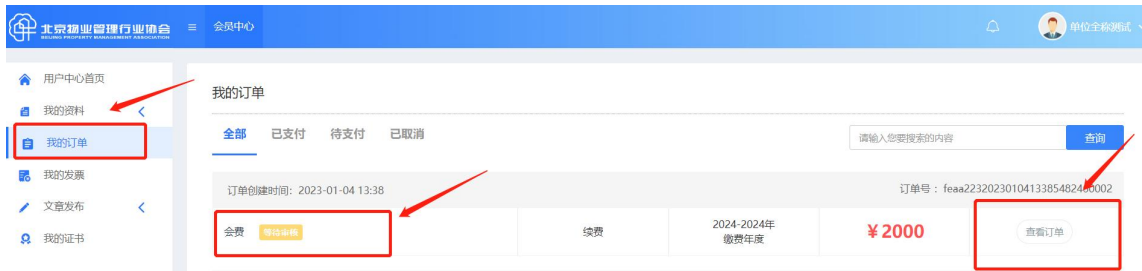 北京物业管理行业协会
BEIJING PROPERTY MANAGEMENT ASSOCIATION
会员中心
单位全称测试
用户中心首页
我的资料
我的订单
我的发票
文章发布
我的证书
我的订单
全部 已支付 待支付 已取消
请输入您要搜索的内容 查询
订单创建时间：2023-01-04 13:38
会费 等待审核 续费 2024-2024年
缴费年度
¥2000 查看订单